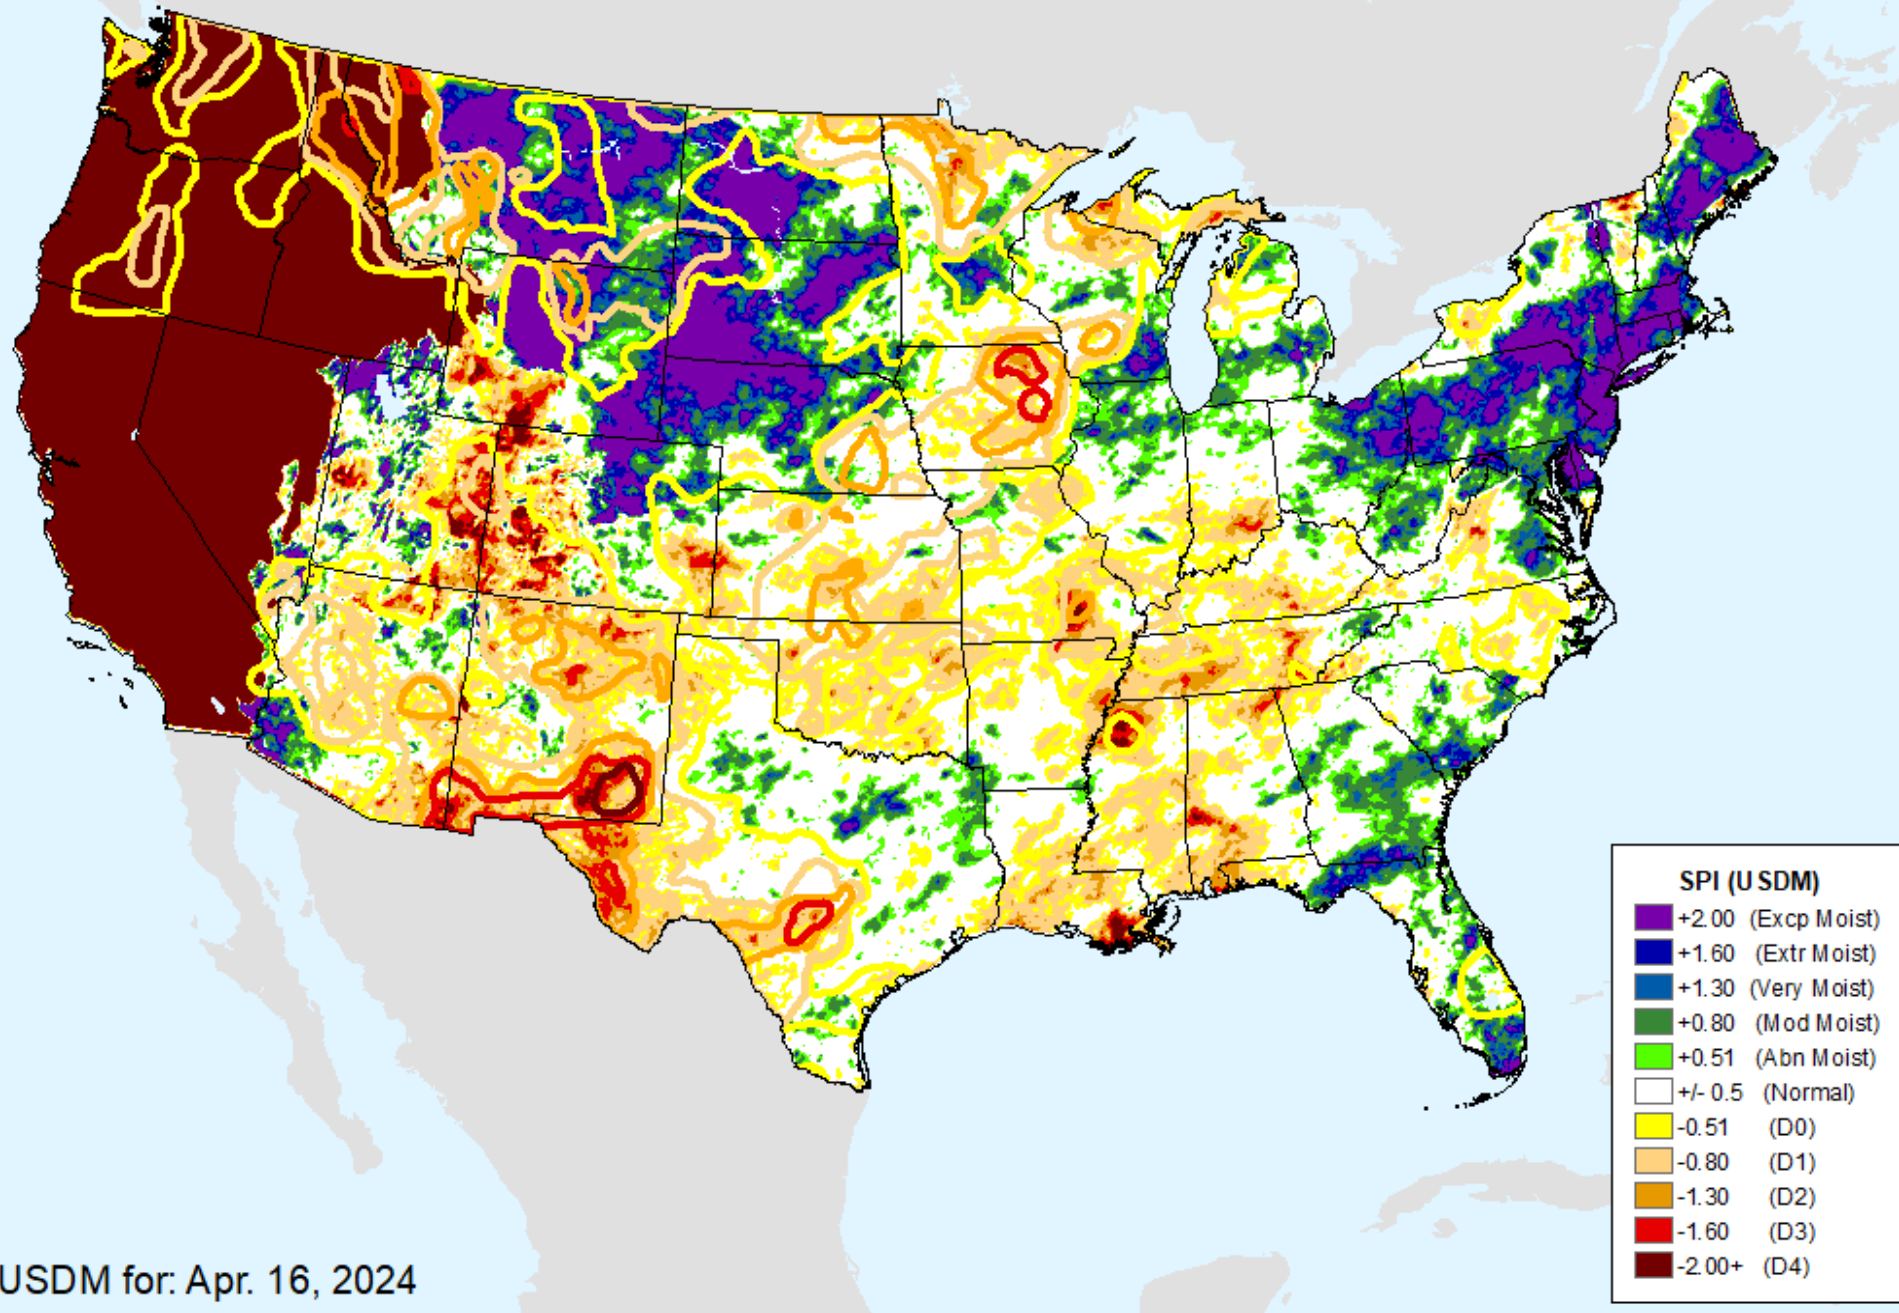 SPI (USDM)
+2.00 (Excp Moist)
+1.60 (Extr Moist)
+1.30 (Very Moist)
+0.80 (Mod Moist)
+0.51 (Abn Moist)
+/- 0.5 (Normal)
-0.51 (D0)
-0.80 (D1)
-1.30 (D2)
-1.60 (D3)
-2.00+ (D4)
USDM for: Apr. 16, 2024